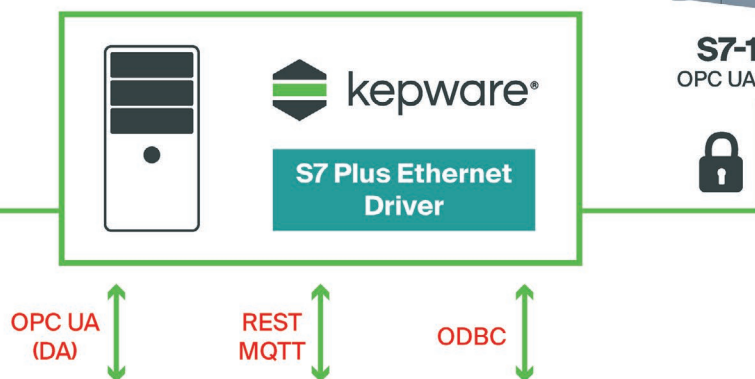 S7-1
OPC UA
kepware®
S7 Plus Ethernet
Driver
OPC UA
(DA)
REST
MQTT
ODBC